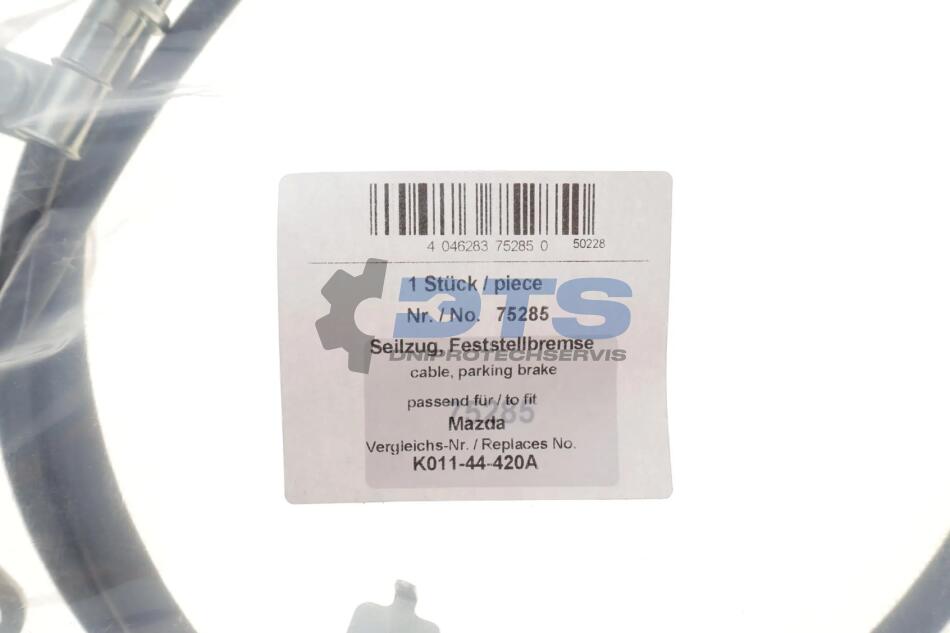 4 046283 75285 0 50228
1 Stück / piece
ЭTS
Nr. / No. 75285
Seilzug, Feststellbremse
DNIPROTECHSERVIS
cable, parking brake
passend für / to fit
75285
Mazda
Vergleichs-Nr. / Replaces No.
K011-44-420A